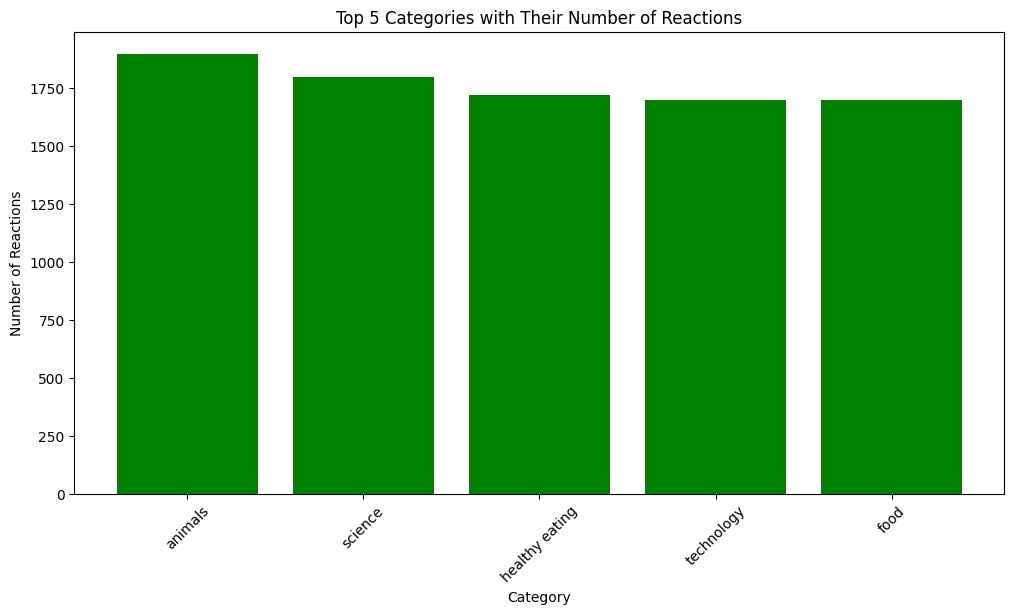 Top 5 Categories with Their Number of Reactions
Number of Reactions
1750
1500
1250
1000
750
500
250
0
animals
science
healthy eating
technology
food
Category